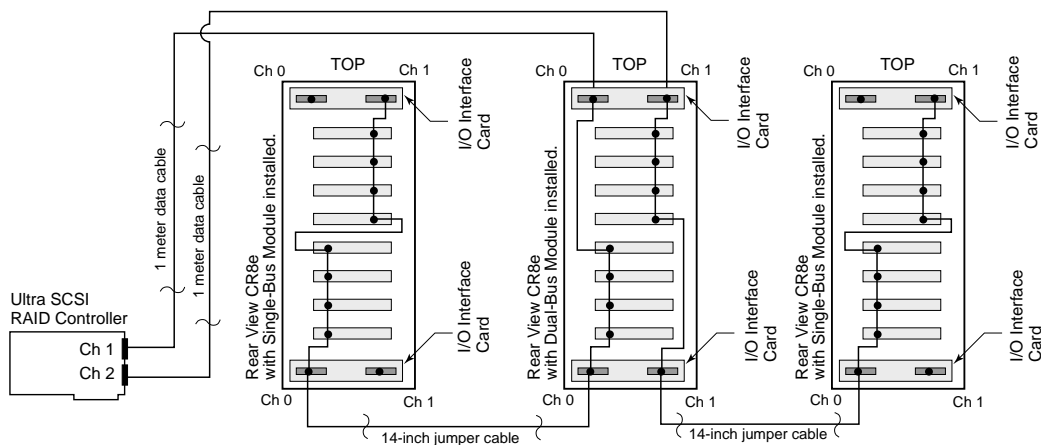 Ch 0
TOP
Ch 1
I/O Interface
Card
Rear View CR8e
with Single-Bus Module installed.
I/O Interface
Card
Ch 0
Ch 1
Ch 0
TOP
Ch 1
I/O Interface
Card
Rear View CR8e
with Dual-Bus Module installed.
I/O Interface
Card
Ch 0
Ch 1
Ch 0
TOP
Ch 1
I/O Interface
Card
Rear View CR8e
with Single-Bus Module installed.
I/O Interface
Card
Ch 0
Ch 1
1 meter data cable
1 meter data cable
Ultra SCSI
RAID Controller
Ch 1
Ch 2
14-inch jumper cable
14-inch jumper cable